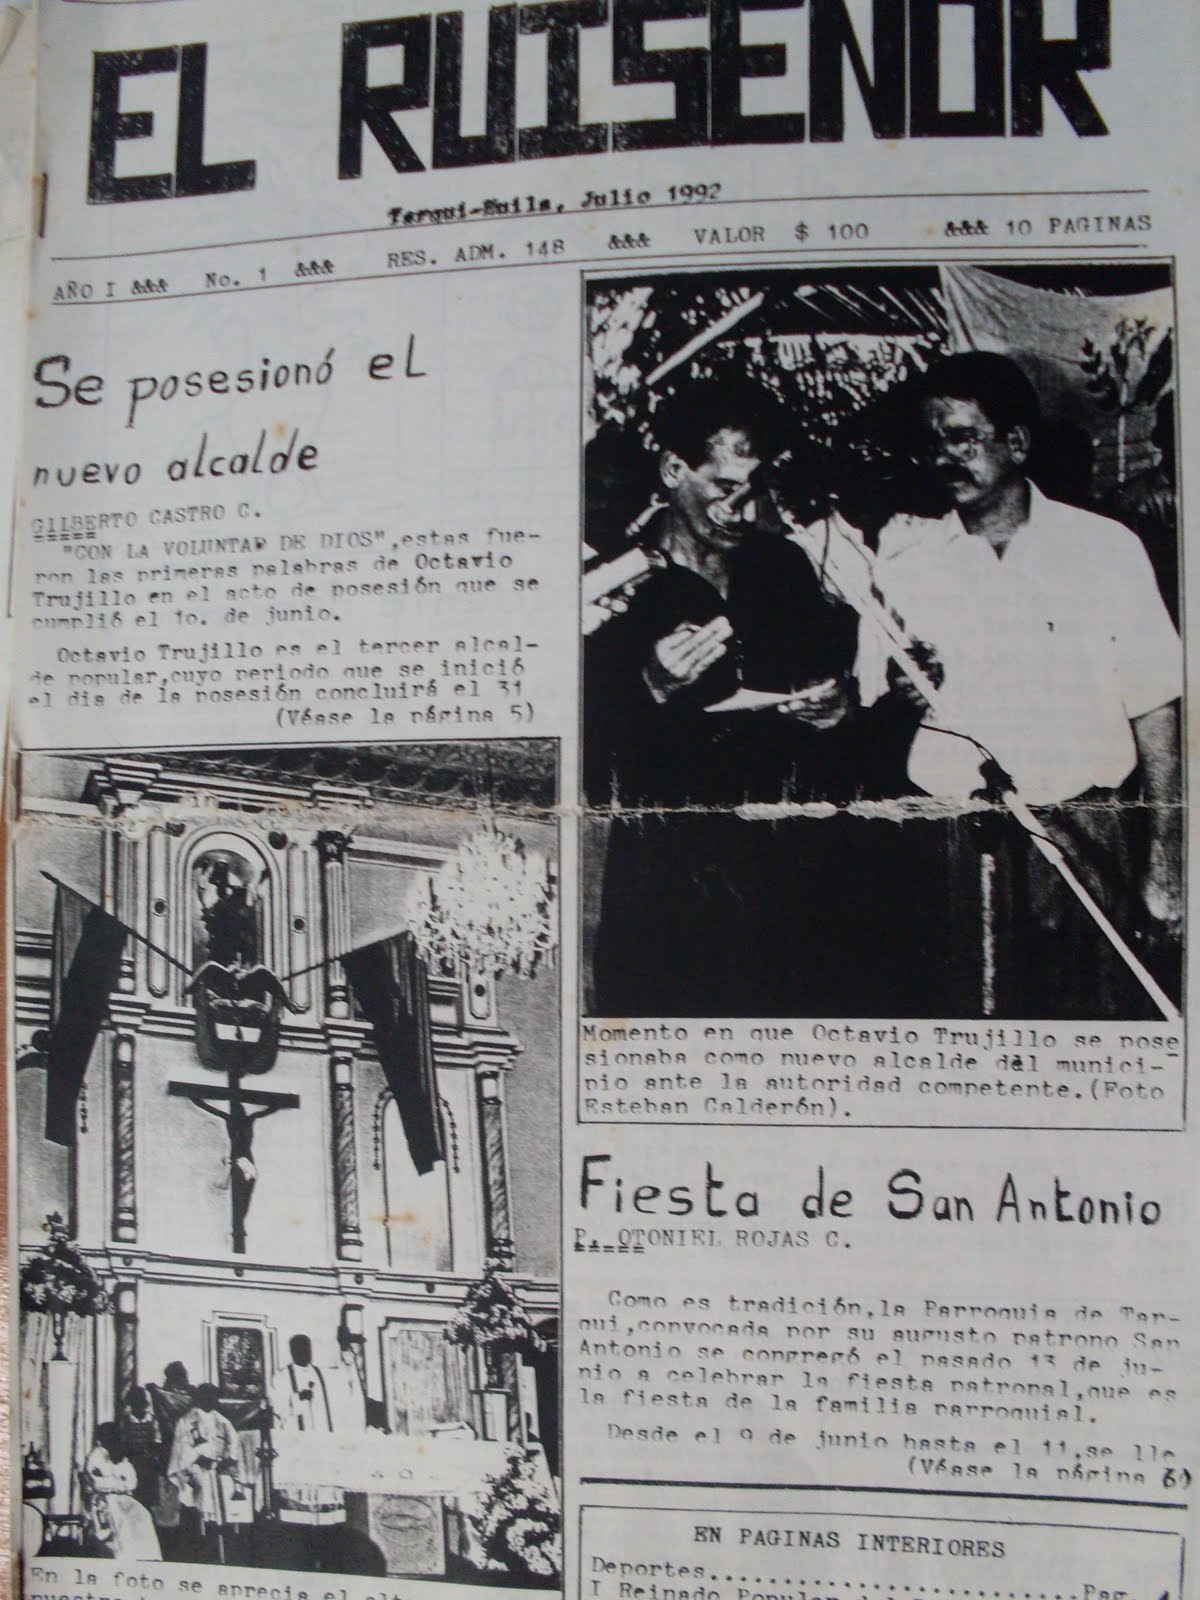 EL RUISEÑOR
Tarqui-Huila, Julio 1992
AÑO I &&& No. 1 &&& RES. ADM. 148 &&& VALOR $ 100 &&& 10 PAGINAS
Se posesionó el
nuevo alcalde
GILBERTO CASTRO C.
"CON LA VOLUNTAD DE DIOS",estas fue-
ron las primeras palabras de Octavio
Trujillo en el acto de posesión que se
cumplió el 1o. de junio.
Octavio Trujillo es el tercer alcal-
de popular,cuyo periodo que se inició
el dia de la posesión concluirá el 31
(Véase la página 5)
Momento en que Octavio Trujillo se pose
sionaba como nuevo alcalde del munici-
pio ante la autoridad competente.(Foto
Esteban Calderón).
Fiesta de San Antonio
P. OTONIEL ROJAS C.
Como es tradición,la Parroquia de Tar-
qui,convocada por su augusto patrono San
Antonio se congregó el pasado 13 de ju-
nio a celebrar la fiesta patronal,que es
la fiesta de la familia parroquial.
Desde el 9 de junio hasta el 11,se lle
(Véase la página 6)
EN PAGINAS INTERIORES
Deportes..........................Pag.
I Reinado Popular del
En la foto se aprecia el